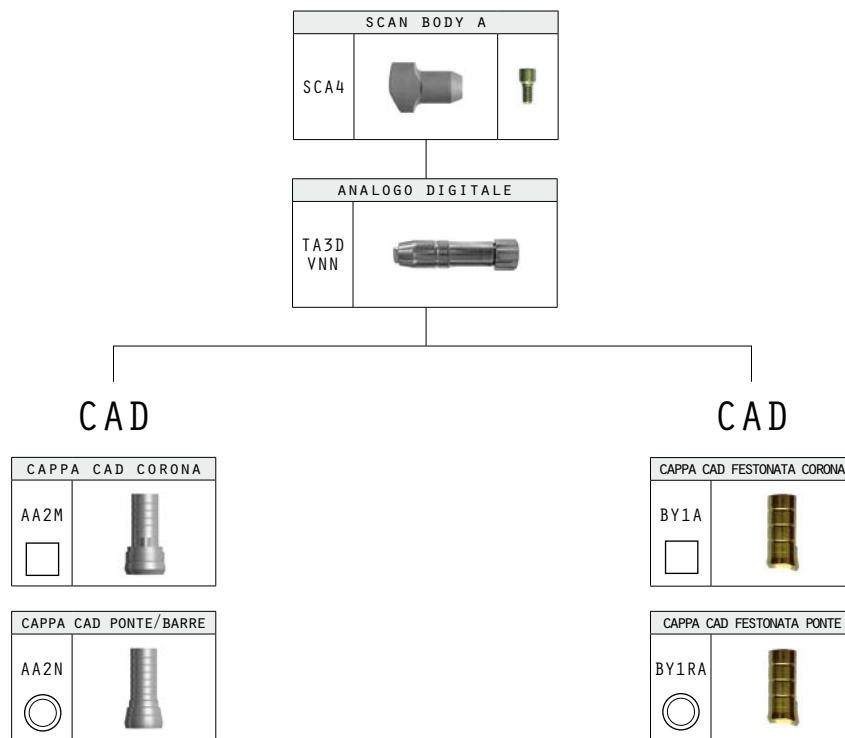 SCAN BODY A
SCA4
ANALOGO DIGITALE
TA3D
VNN
CAD
CAD
CAPPA CAD CORONA
AA2M
CAPPA CAD FESTONATA CORONA
BY1A
CAPPA CAD PONTE/BARRE
AA2N
CAPPA CAD FESTONATA PONTE
BY1RA